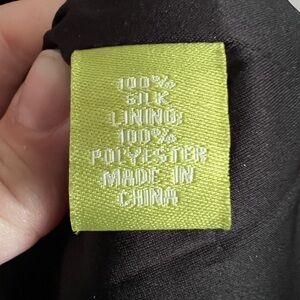 100%
SILK
LINING:
100%
POLYESTER
MADE IN
CHINA